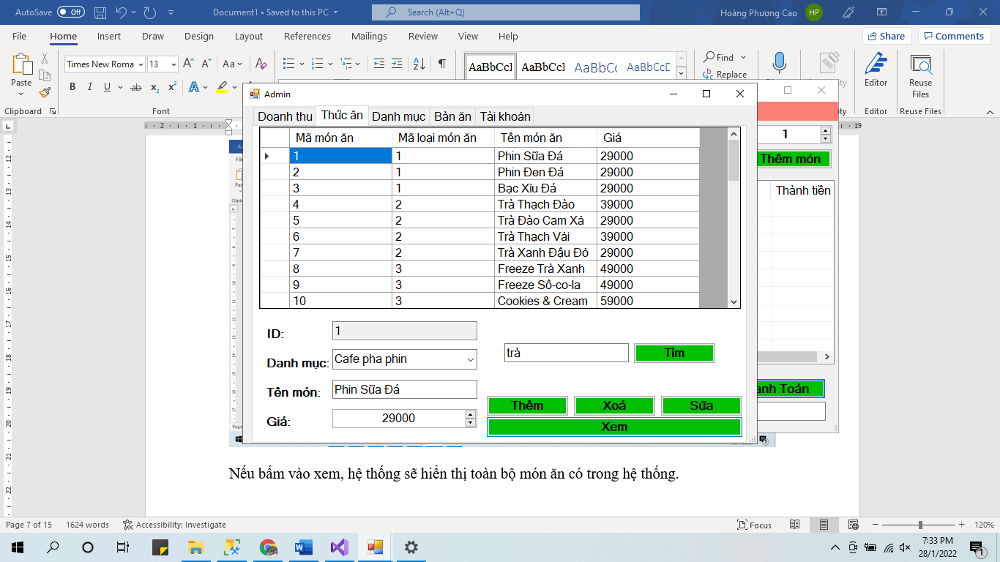 AutoSave Off Document1 • Saved to this PC Search (Alt+Q) Hoàng Phượng Cao HP
File Home Insert Draw Design Layout References Mailings Review View Help Share Comments
Times New Roma 13 Aa AaBbCcI AaBbCcI AaBbCc AaBbCcD Find
Paste Replace Editor Reuse Files
B I U ab x₂ x² A
Clipboard Font Editor Reuse Files
Admin
Doanh thu Thức ăn Danh mục Bàn ăn Tài khoản
Mã món ăn Mã loại món ăn Tên món ăn Giá
1 1 Phin Sữa Đá 29000
2 1 Phin Đen Đá 29000
3 1 Bạc Xỉu Đá 29000
4 2 Trà Thạch Đào 39000
5 2 Trà Đào Cam Xả 29000
6 2 Trà Thạch Vải 39000
7 2 Trà Xanh Đậu Đỏ 29000
8 3 Freeze Trà Xanh 49000
9 3 Freeze Sô-co-la 49000
10 3 Cookies & Cream 59000
1
Thêm món
Thành tiền
ID: 1
Danh mục: Cafe pha phin
trà Tìm
Tên món: Phin Sữa Đá
Giá: 29000
Thêm Xoá Sửa
Xem
anh Toán
Nếu bấm vào xem, hệ thống sẽ hiển thị toàn bộ món ăn có trong hệ thống.
Page 7 of 15 1624 words Accessibility: Investigate Focus 120%
7:33 PM
28/1/2022
1